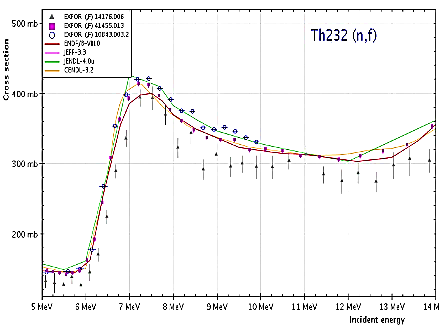 500 mb
400 mb
300 mb
200 mb
Cross section
EXFOR (F) 14176.006
EXFOR (F) 41455.013
EXFOR (F) 10843.003.2
ENDF/B-VIII.0
JEFF-3.3
JENDL-4.0u
CENDL-3.2
Th232 (n,f)
5 MeV 6 MeV 7 MeV 8 MeV 9 MeV 10 MeV 11 MeV 12 MeV 13 MeV 14 M
Incident energy